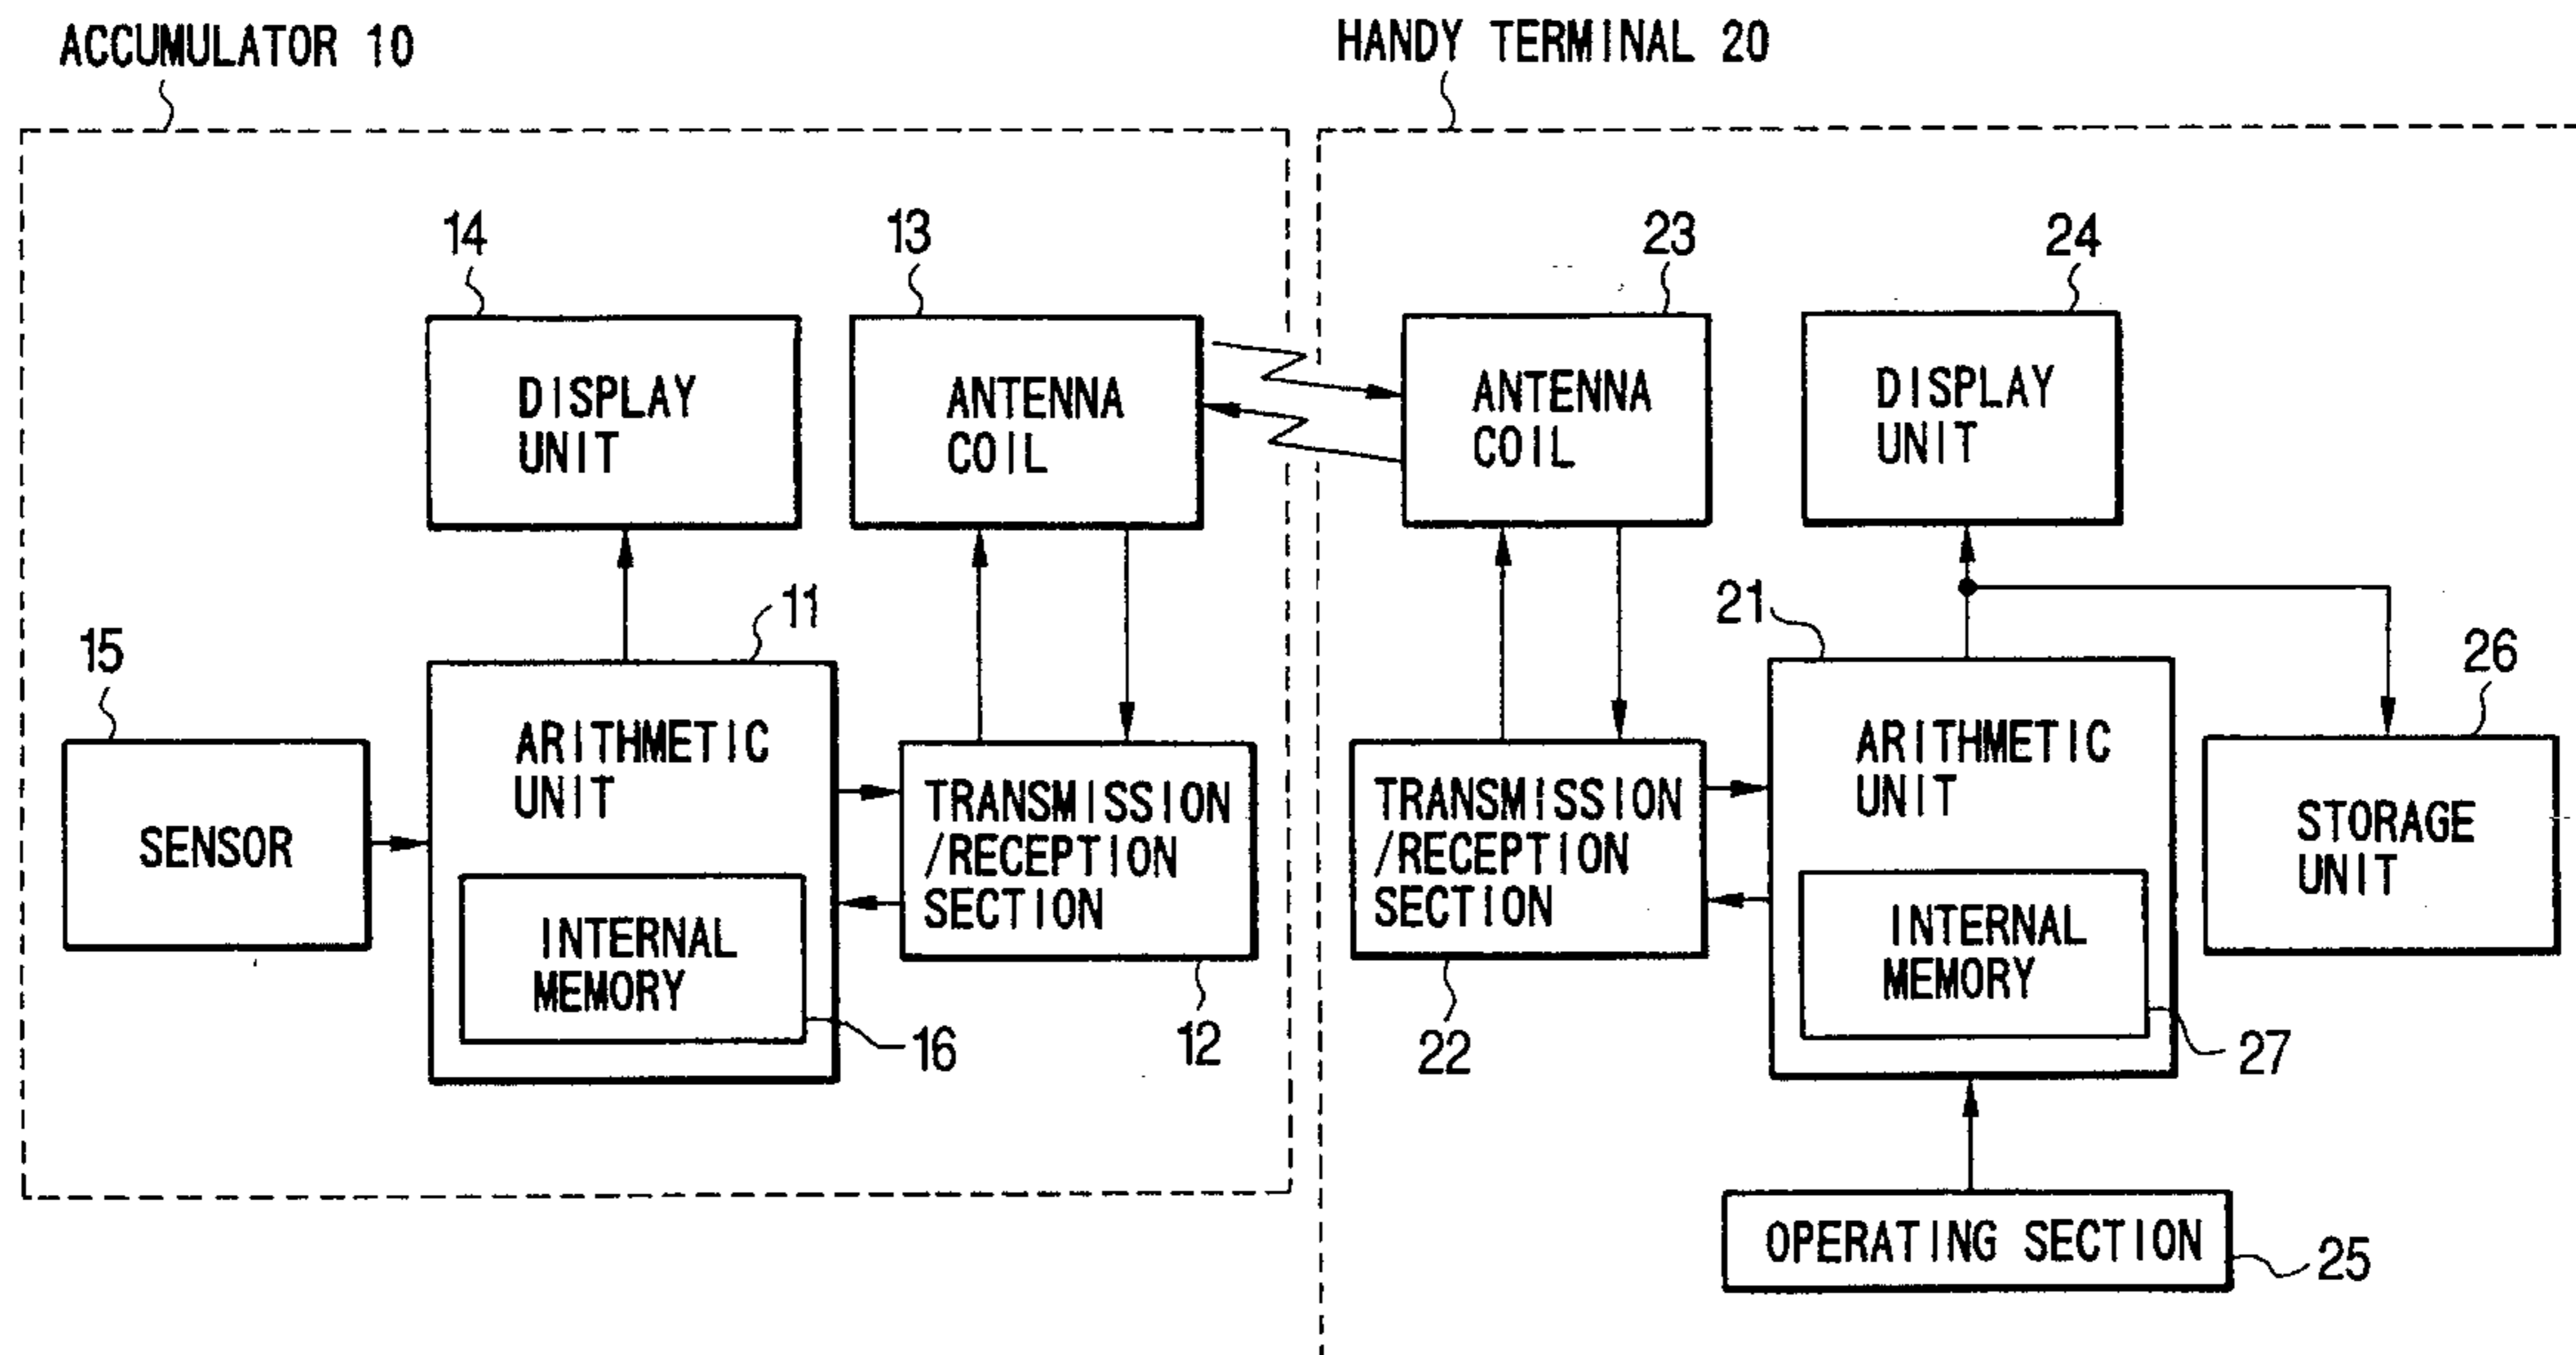 ACCUMULATOR 10
HANDY TERMINAL 20
14
13
23
24
DISPLAY
UNIT
ANTENNA
COIL
ANTENNA
COIL
DISPLAY
UNIT
15
11
21
26
SENSOR
ARITHMETIC
UNIT
INTERNAL
MEMORY
TRANSMISSION
/RECEPTION
SECTION
TRANSMISSION
/RECEPTION
SECTION
ARITHMETIC
UNIT
INTERNAL
MEMORY
STORAGE
UNIT
16
12
22
27
OPERATING SECTION
25